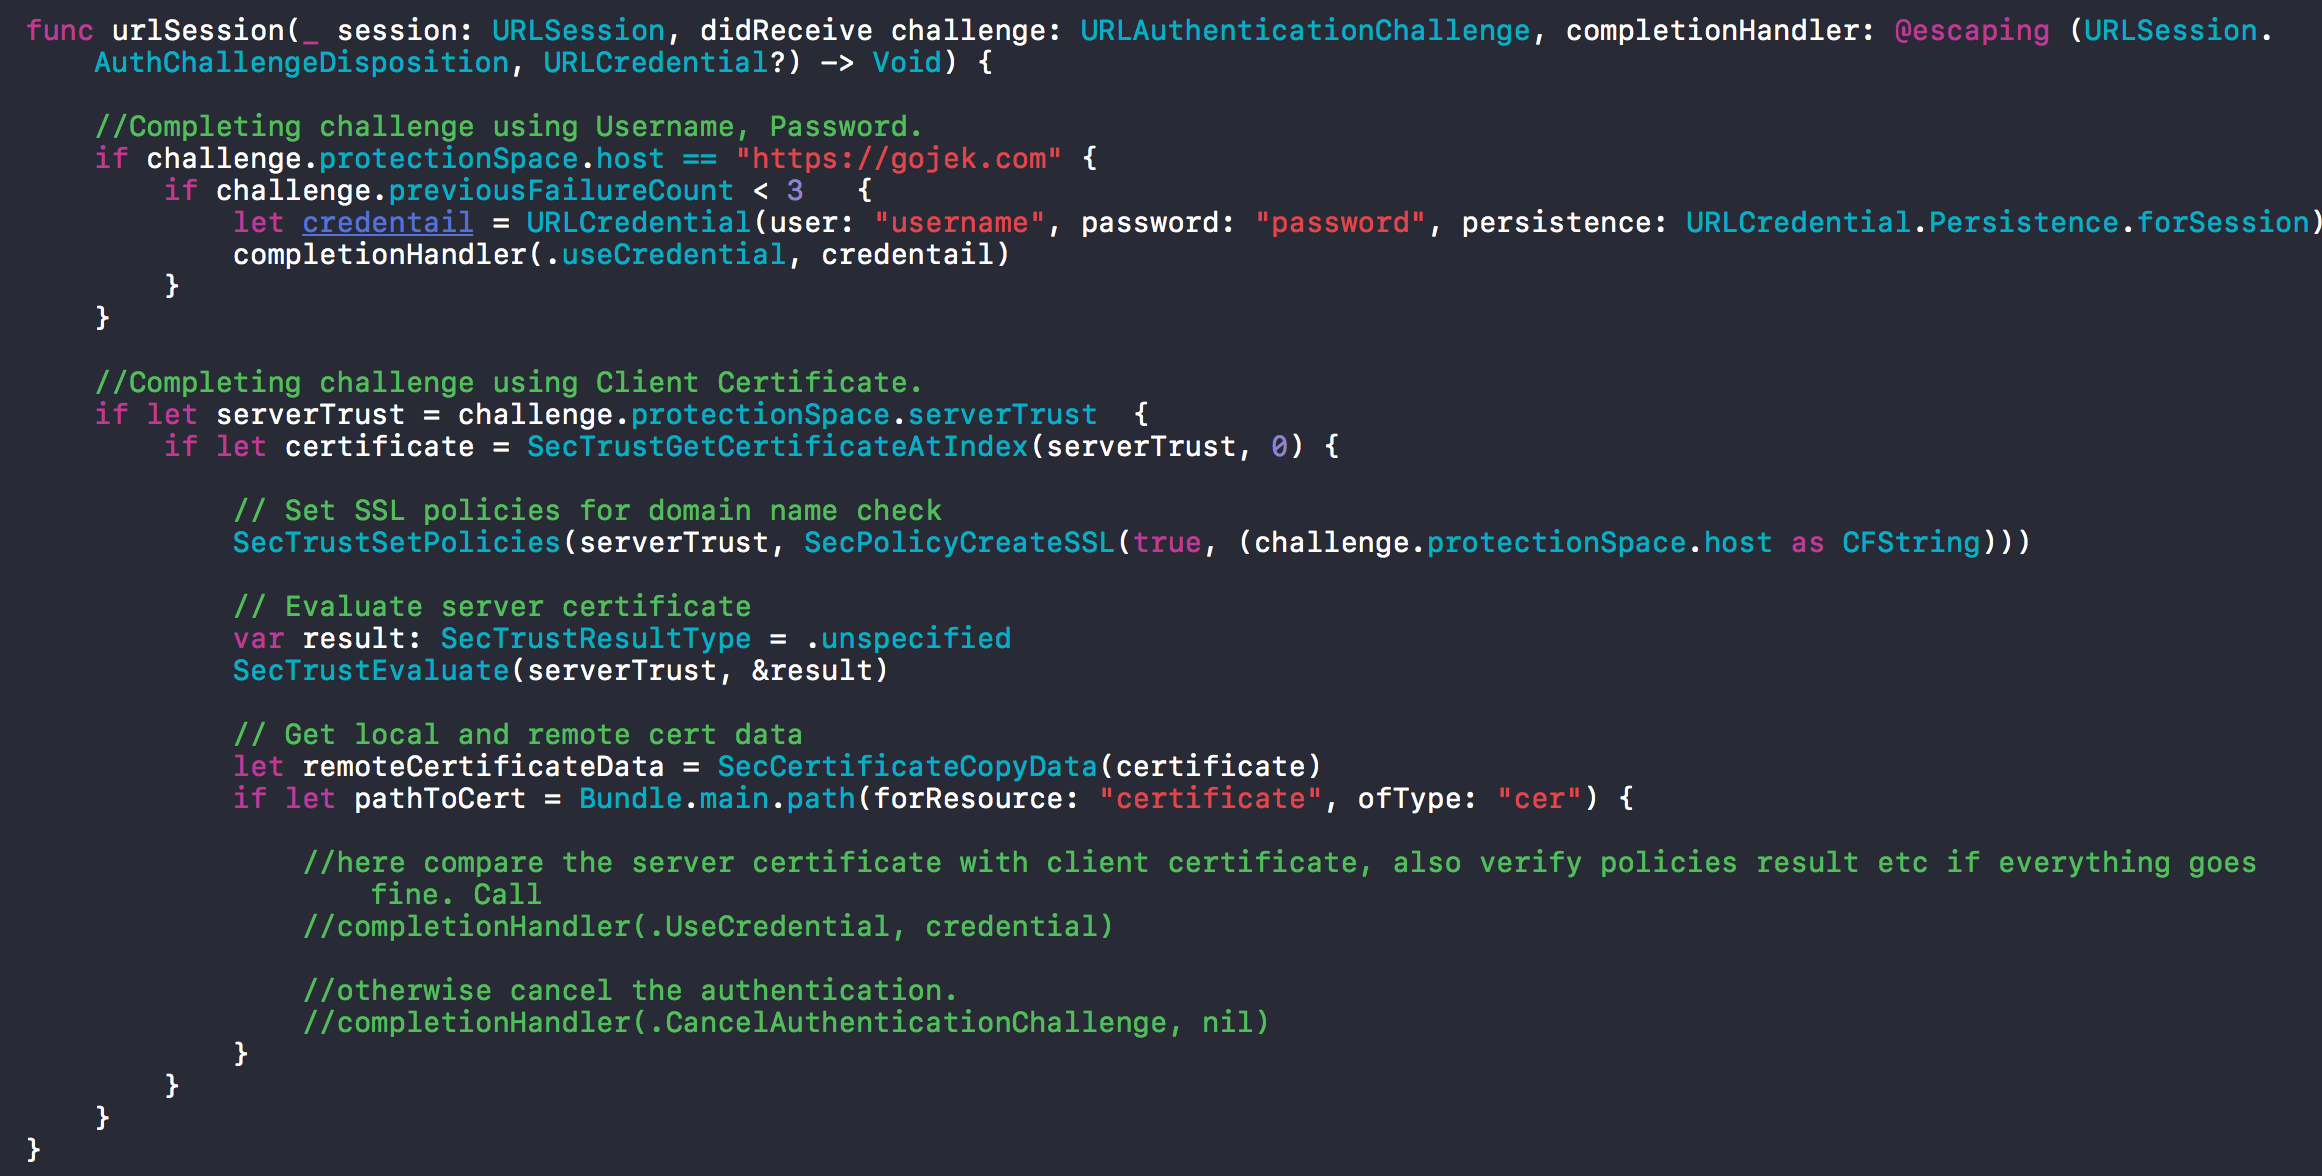 func urlSession(_ session: URLSession, didReceive challenge: URLAuthenticationChallenge, completionHandler: @escaping (URLSession.
AuthChallengeDisposition, URLCredential?) -> Void) {
//Completing challenge using Username, Password.
if challenge.protectionSpace.host == "https://gojek.com" {
if challenge.previousFailureCount < 3   {
let credentail = URLCredential(user: "username", password: "password", persistence: URLCredential.Persistence.forSession)
completionHandler(.useCredential, credentail)
}
}
//Completing challenge using Client Certificate.
if let serverTrust = challenge.protectionSpace.serverTrust  {
if let certificate = SecTrustGetCertificateAtIndex(serverTrust, 0) {
// Set SSL policies for domain name check
SecTrustSetPolicies(serverTrust, SecPolicyCreateSSL(true, (challenge.protectionSpace.host as CFString)))
// Evaluate server certificate
var result: SecTrustResultType = .unspecified
SecTrustEvaluate(serverTrust, &result)
// Get local and remote cert data
let remoteCertificateData = SecCertificateCopyData(certificate)
if let pathToCert = Bundle.main.path(forResource: "certificate", ofType: "cer") {
//here compare the server certificate with client certificate, also verify policies result etc if everything goes
fine. Call
//completionHandler(.UseCredential, credential)
//otherwise cancel the authentication.
//completionHandler(.CancelAuthenticationChallenge, nil)
}
}
}
}